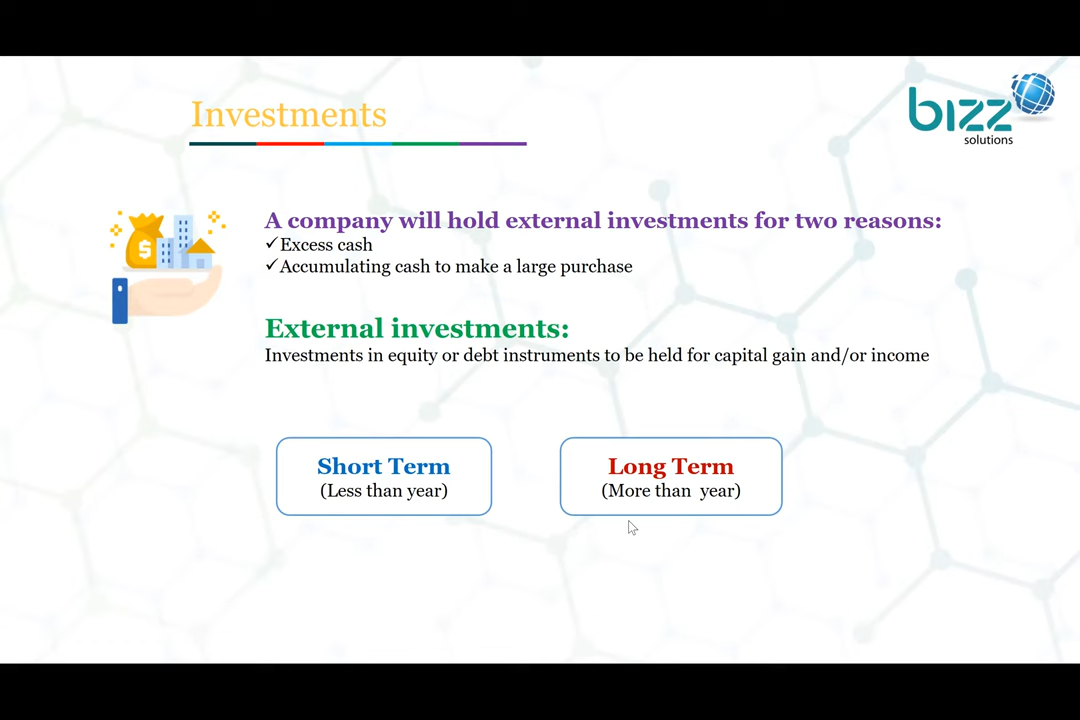 Investments
bizz
solutions
$
A company will hold external investments for two reasons:
✓Excess cash
✓Accumulating cash to make a large purchase
External investments:
Investments in equity or debt instruments to be held for capital gain and/or income
Short Term
(Less than year)
Long Term
(More than  year)